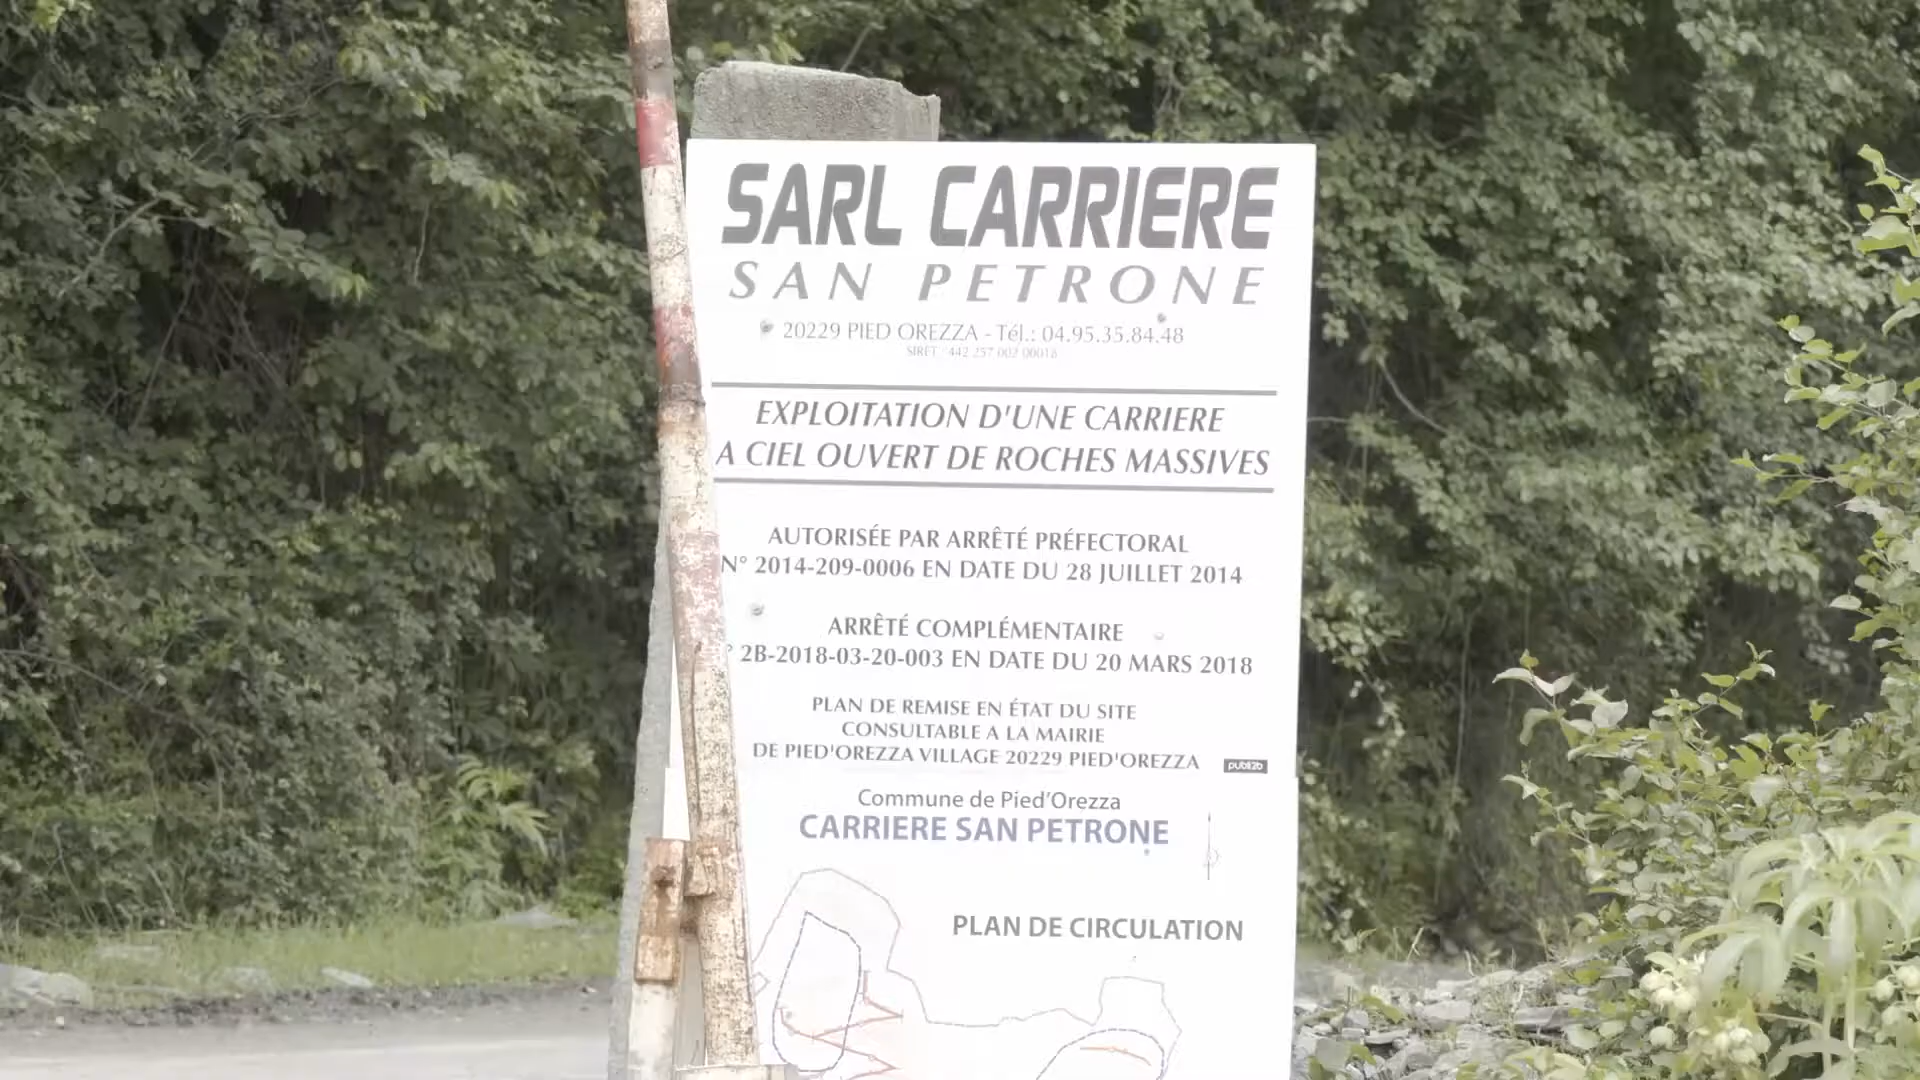 SARL CARRIERE
SAN PETRONE
20229 PIED OREZZA - Tél.: 04.95.35.84.48
SIRET : 442 257 002 00018
EXPLOITATION D'UNE CARRIERE
A CIEL OUVERT DE ROCHES MASSIVES
AUTORISÉE PAR ARRÊTÉ PRÉFECTORAL
N° 2014-209-0006 EN DATE DU 28 JUILLET 2014
ARRÊTÉ COMPLÉMENTAIRE
° 2B-2018-03-20-003 EN DATE DU 20 MARS 2018
PLAN DE REMISE EN ÉTAT DU SITE
CONSULTABLE A LA MAIRIE
DE PIED'OREZZA VILLAGE 20229 PIED'OREZZA
publi2b
Commune de Pied'Orezza
CARRIERE SAN PETRONE
PLAN DE CIRCULATION